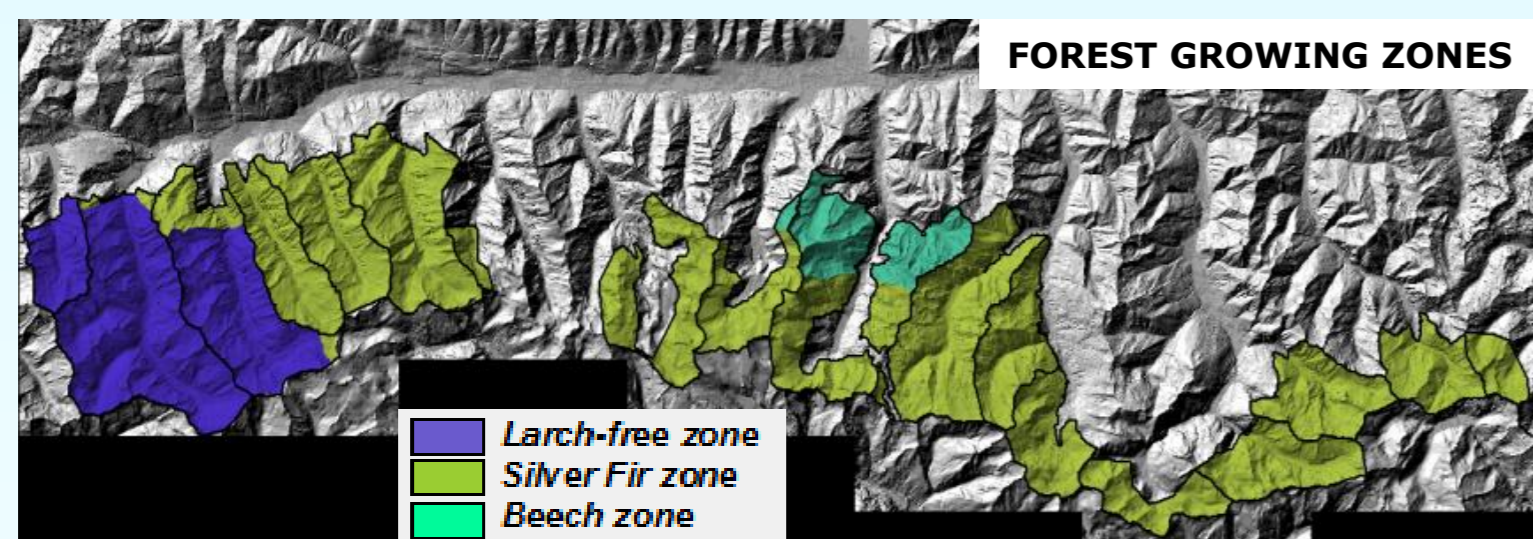 FOREST GROWING ZONES
Larch-free zone
Silver Fir zone
Beech zone